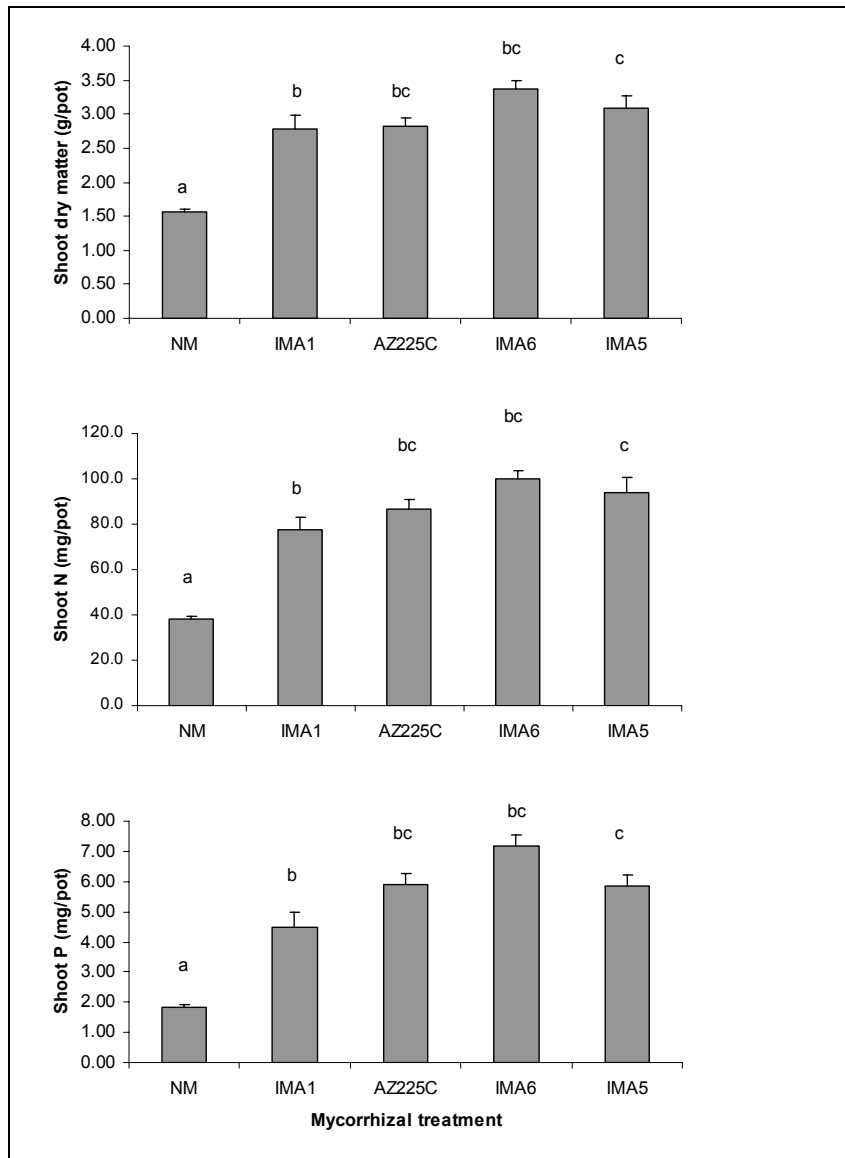 Shoot dry matter (g/pot)
4.00
3.50
3.00
2.50
2.00
1.50
1.00
0.50
0.00
a
b
bc
bc
c
NM IMA1 AZ225C IMA6 IMA5
Shoot N (mg/pot)
120.0
100.0
80.0
60.0
40.0
20.0
0.0
a
b
bc
bc
c
NM IMA1 AZ225C IMA6 IMA5
Shoot P (mg/pot)
8.00
7.00
6.00
5.00
4.00
3.00
2.00
1.00
0.00
a
b
bc
bc
c
NM IMA1 AZ225C IMA6 IMA5
Mycorrhizal treatment